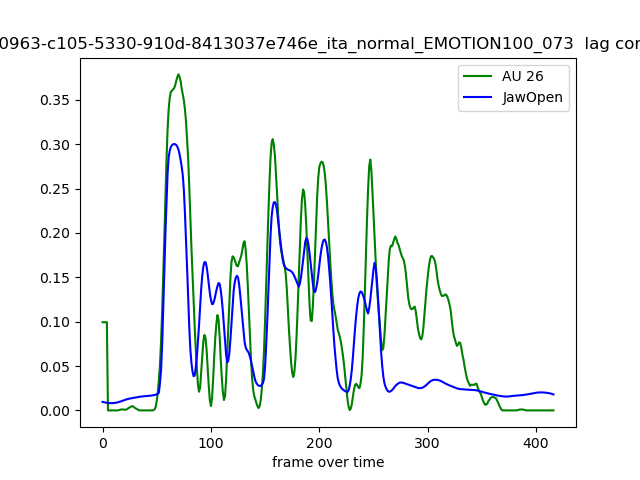 0963-c105-5330-910d-8413037e746e_ita_normal_EMOTION100_073 lag cor
AU 26
JawOpen
0.35
0.30
0.25
0.20
0.15
0.10
0.05
0.00
0 100 200 300 400
frame over time